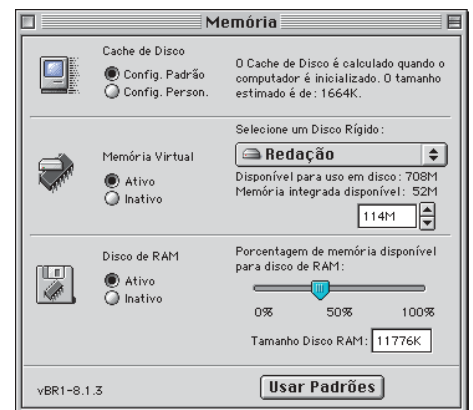 Memória
Cache de Disco
Config. Padrão
Config. Person.
O Cache de Disco é calculado quando o
computador é inicializado. O tamanho
estimado é de: 1664K.
Selecione um Disco Rígido:
Memória Virtual
Redação
Ativo
Inativo
Disponível para uso em disco: 708M
Memória integrada disponível: 52M
114M
Disco de RAM
Ativo
Inativo
Porcentagem de memória disponível
para disco de RAM:
0% 50% 100%
Tamanho Disco RAM: 11776K
vBR1-8.1.3
Usar Padrões